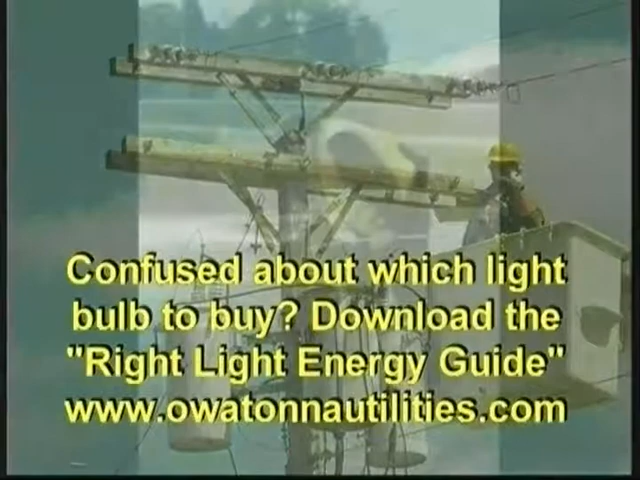 Confused about which light
bulb to buy? Download the
"Right Light Energy Guide"
www.owatonnautilities.com